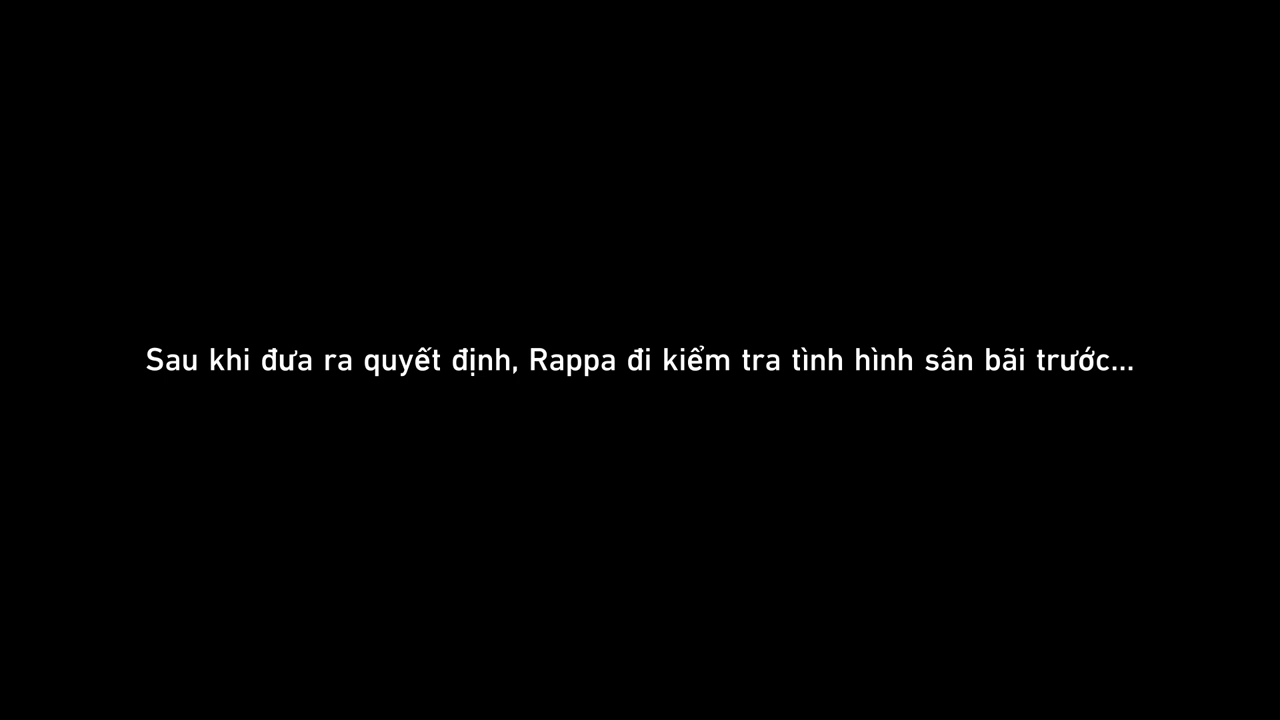 Sau khi đưa ra quyết định, Rappa đi kiểm tra tình hình sân bãi trước...